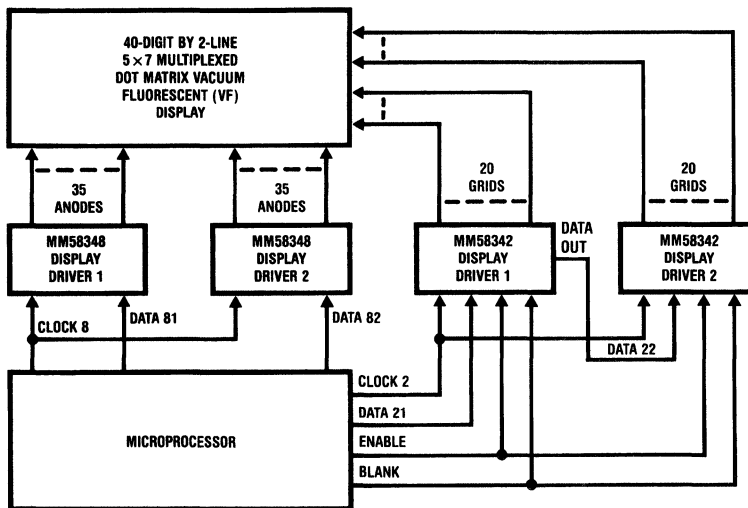 40-DIGIT BY 2-LINE
5 × 7 MULTIPLEXED
DOT MATRIX VACUUM
FLUORESCENT (VF)
DISPLAY
35
ANODES
35
ANODES
20
GRIDS
20
GRIDS
MM58348
DISPLAY
DRIVER 1
MM58348
DISPLAY
DRIVER 2
MM58342
DISPLAY
DRIVER 1
DATA
OUT
MM58342
DISPLAY
DRIVER 2
CLOCK 8
DATA 81
DATA 82
DATA 22
MICROPROCESSOR
CLOCK 2
DATA 21
ENABLE
BLANK